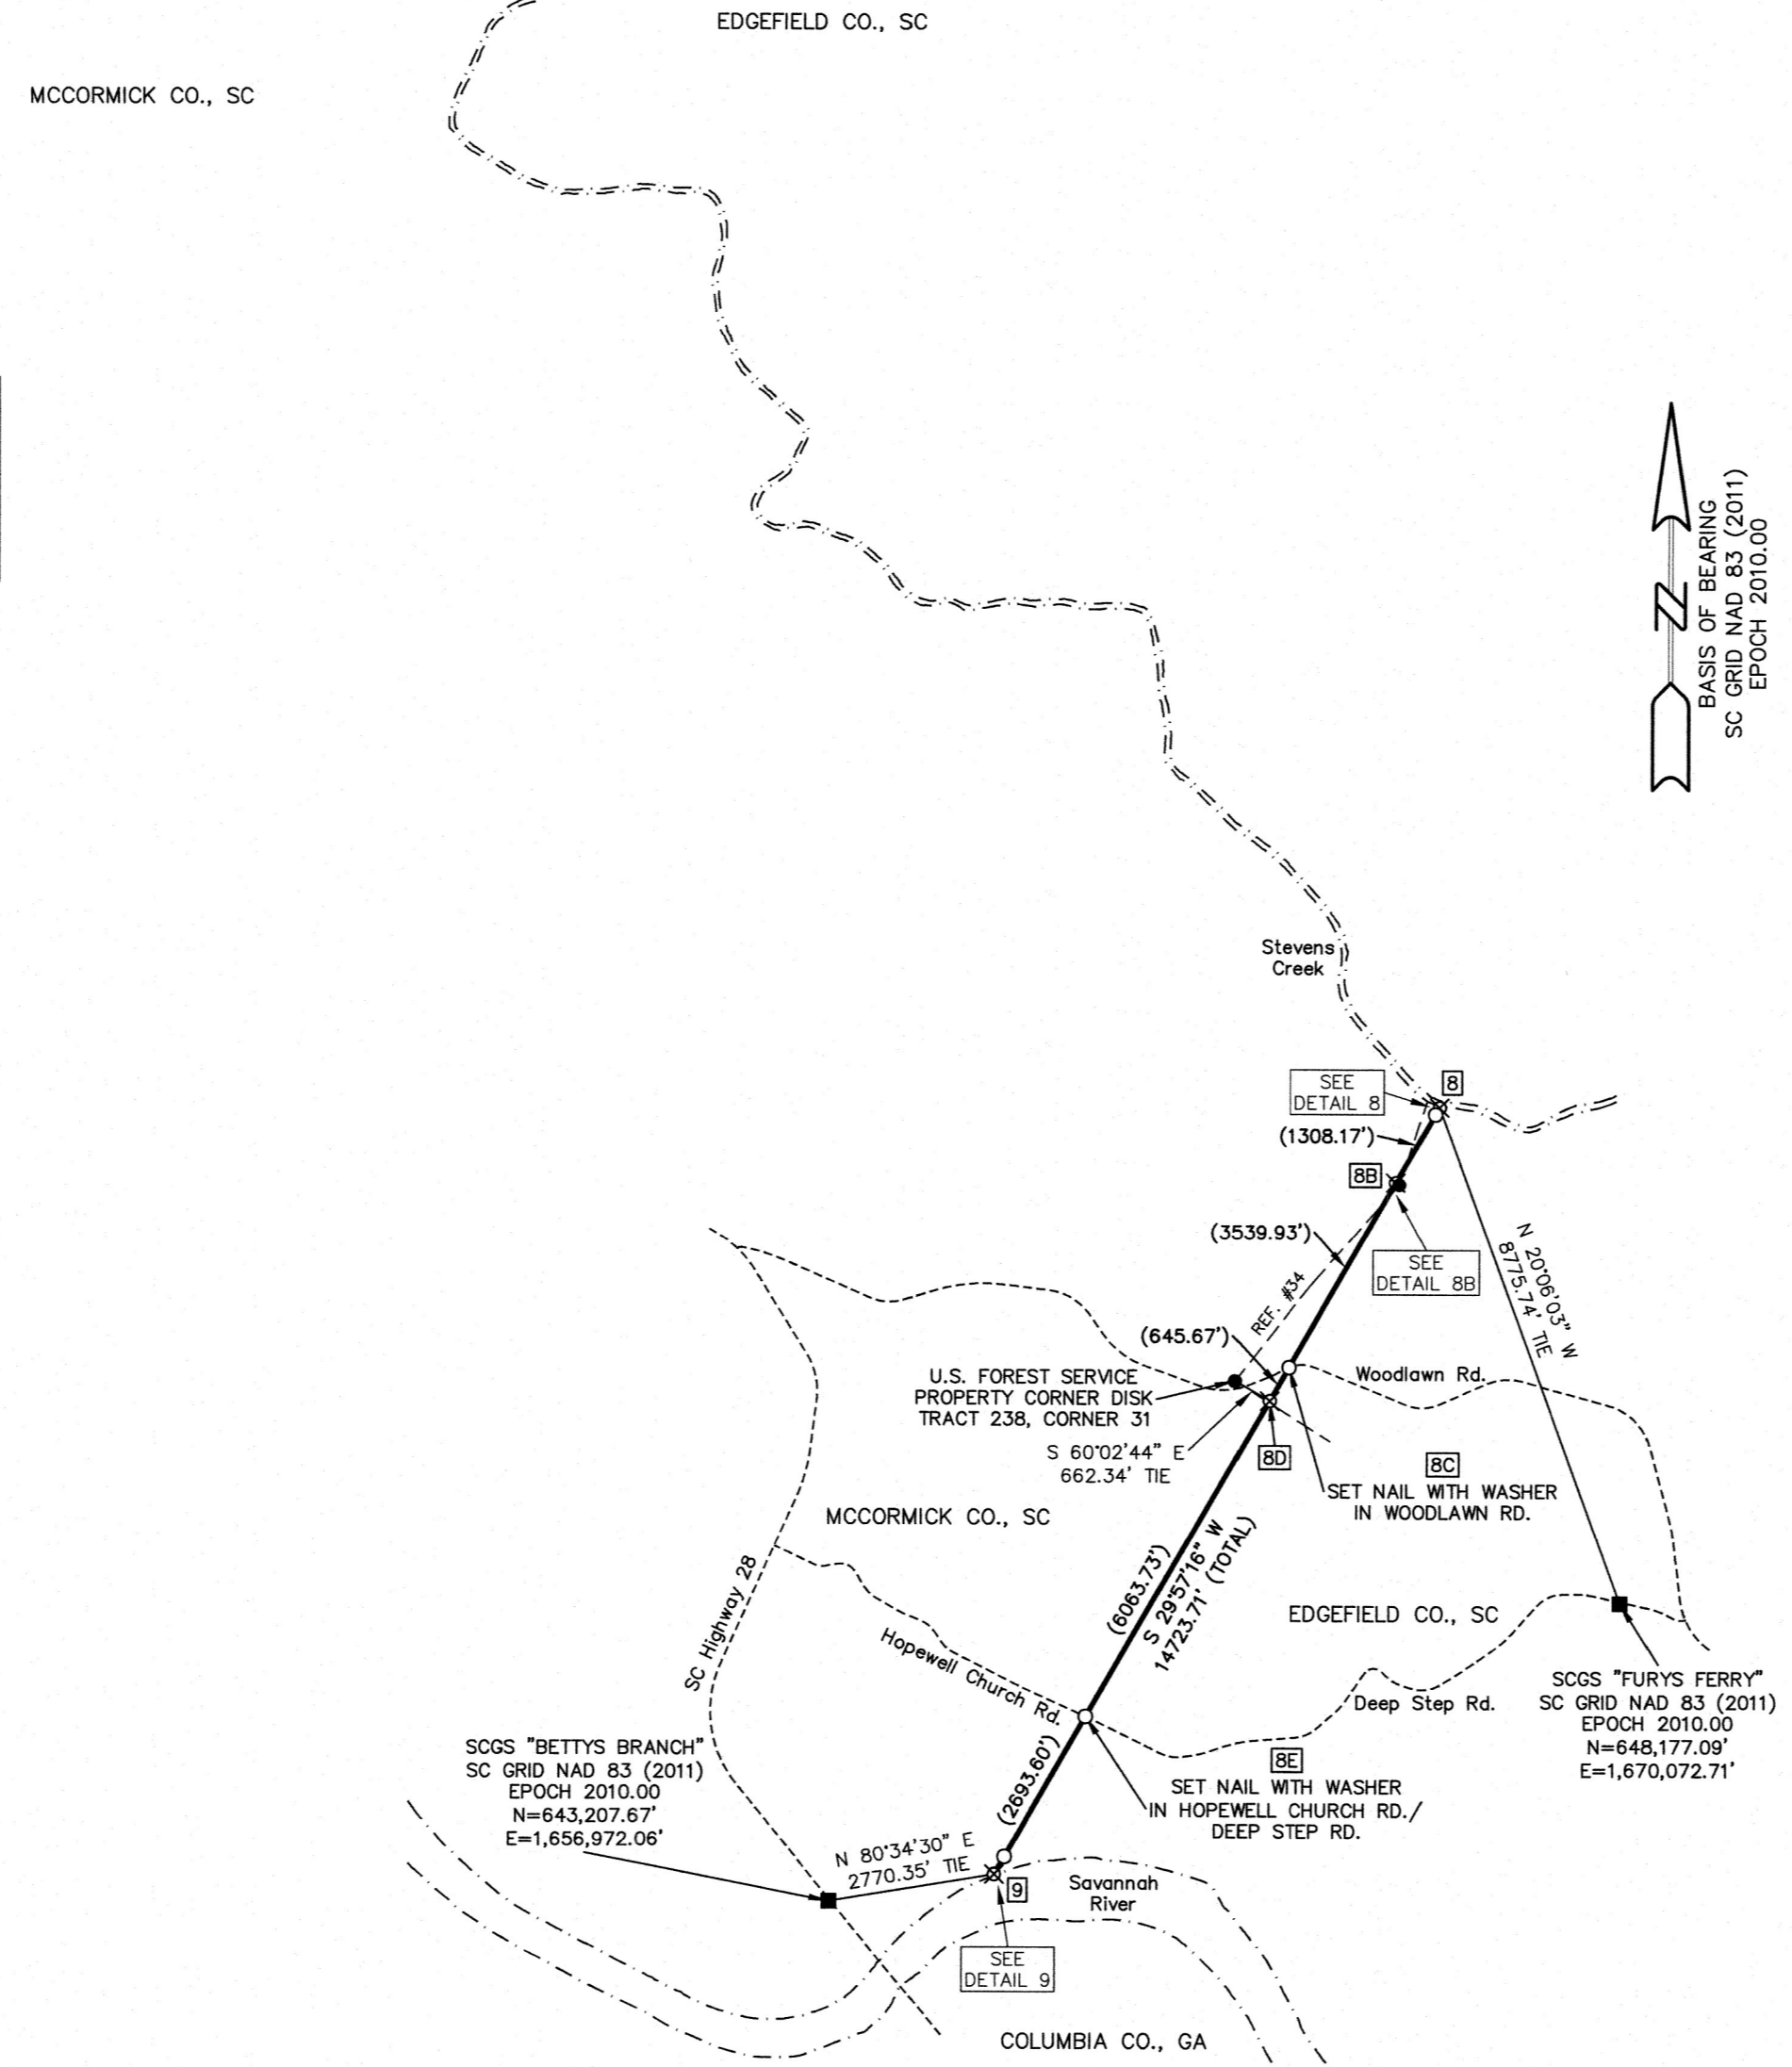 EDGEFIELD CO., SC
MCCORMICK CO., SC
BASIS OF BEARING
SC GRID NAD 83 (2011)
EPOCH 2010.00
N
Stevens
Creek
SEE
DETAIL 8
8
(1308.17')
8B
(3539.93')
SEE
DETAIL 8B
N 20°06'03" W
8775.74' TIE
REF. #34
(645.67')
U.S. FOREST SERVICE
PROPERTY CORNER DISK
TRACT 238, CORNER 31
Woodlawn Rd.
S 60°02'44" E
662.34' TIE
8D
8C
SET NAIL WITH WASHER
IN WOODLAWN RD.
MCCORMICK CO., SC
(6063.73')
S 29°57'16" W
14723.71' (TOTAL)
SC Highway 28
EDGEFIELD CO., SC
Hopewell Church Rd.
Deep Step Rd.
SCGS "FURYS FERRY"
SC GRID NAD 83 (2011)
EPOCH 2010.00
N=648,177.09'
E=1,670,072.71'
SCGS "BETTYS BRANCH"
SC GRID NAD 83 (2011)
EPOCH 2010.00
N=643,207.67'
E=1,656,972.06'
(2693.60')
8E
SET NAIL WITH WASHER
IN HOPEWELL CHURCH RD./
DEEP STEP RD.
N 80°34'30" E
2770.35' TIE
9
Savannah
River
SEE
DETAIL 9
COLUMBIA CO., GA